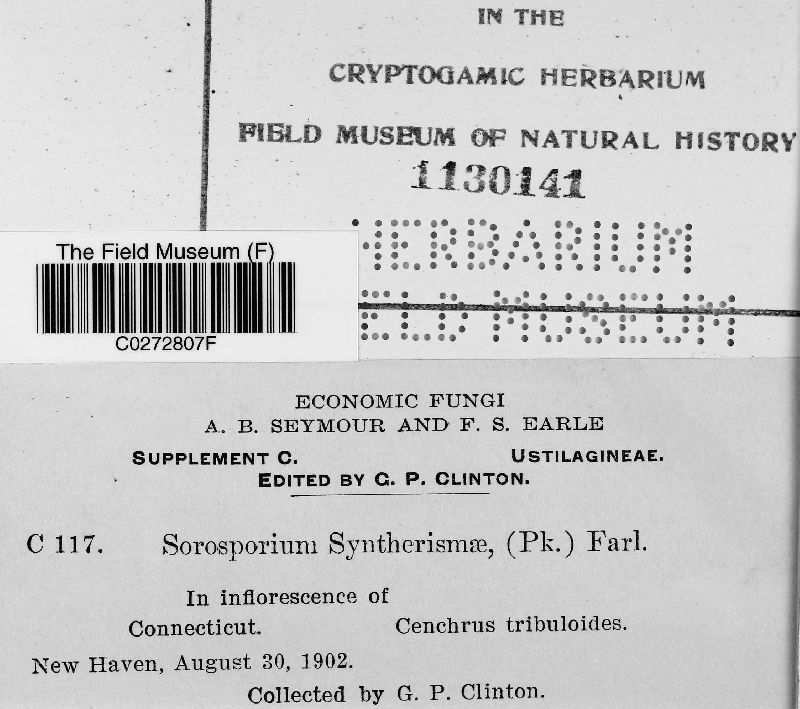 IN THE
CRYPTOGAMIC HERBARIUM
FIELD MUSEUM OF NATURAL HISTORY
1130141
HERBARIUM
The Field Museum (F)
C0272807F
MUSEUM
ECONOMIC FUNGI
A. B. SEYMOUR AND F. S. EARLE
SUPPLEMENT C. USTILAGINEAE.
EDITED BY G. P. CLINTON.
C 117. Sorosporium Syntherismæ, (Pk.) Farl.
In inflorescence of
Connecticut. Cenchrus tribuloides.
New Haven, August 30, 1902.
Collected by G. P. Clinton.